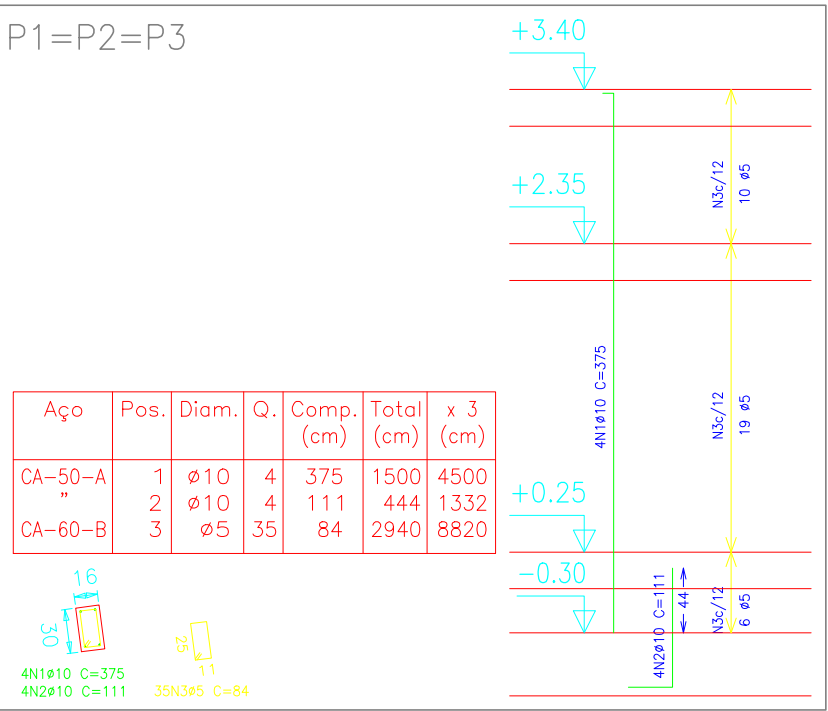 P1=P2=P3
+3.40
N3c/12
10 ø5
+2.35
4N1ø10 C=375
N3c/12
19 ø5
Aço Pos. Diam. Q. Comp. (cm) Total (cm) x 3 (cm)
CA-50-A 1 ø10 4 375 1500 4500
" 2 ø10 4 111 444 1332
CA-60-B 3 ø5 35 84 2940 8820
+0.25
-0.30
4N2ø10 C=111
44
N3c/12
6 ø5
16
30
4N1ø10 C=375
4N2ø10 C=111
25
11
35N3ø5 C=84